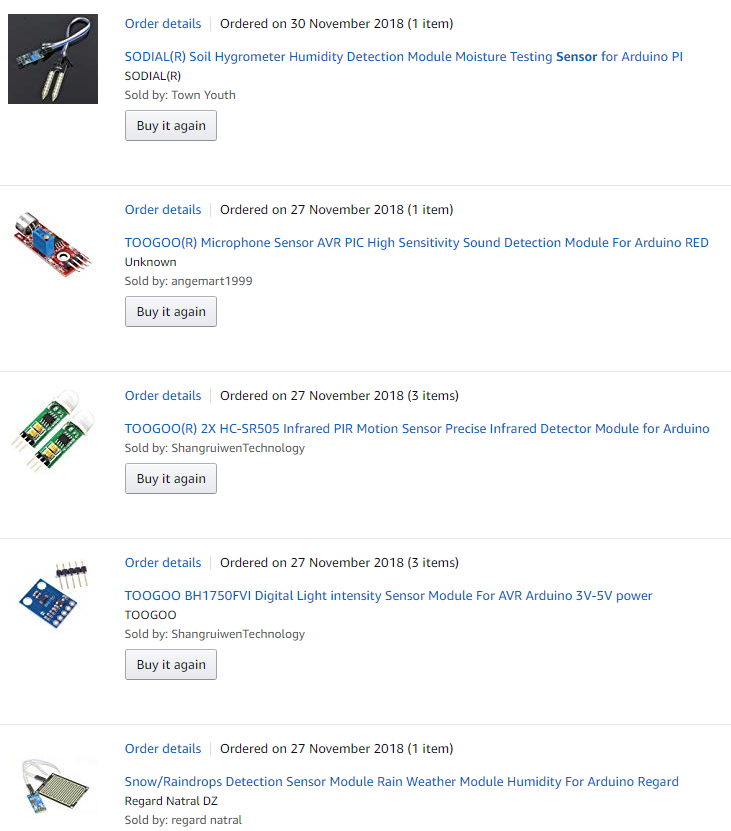 Order details Ordered on 30 November 2018 (1 item)
SODIAL(R) Soil Hygrometer Humidity Detection Module Moisture Testing Sensor for Arduino PI
SODIAL(R)
Sold by: Town Youth
Buy it again
Order details Ordered on 27 November 2018 (1 item)
TOOGOO(R) Microphone Sensor AVR PIC High Sensitivity Sound Detection Module For Arduino RED
Unknown
Sold by: angemart1999
Buy it again
Order details Ordered on 27 November 2018 (3 items)
TOOGOO(R) 2X HC-SR505 Infrared PIR Motion Sensor Precise Infrared Detector Module for Arduino
Sold by: ShangruiwenTechnology
Buy it again
Order details Ordered on 27 November 2018 (3 items)
TOOGOO BH1750FVI Digital Light intensity Sensor Module For AVR Arduino 3V-5V power
TOOGOO
Sold by: ShangruiwenTechnology
Buy it again
Order details Ordered on 27 November 2018 (1 item)
Snow/Raindrops Detection Sensor Module Rain Weather Module Humidity For Arduino Regard
Regard Natral DZ
Sold by: regard natral